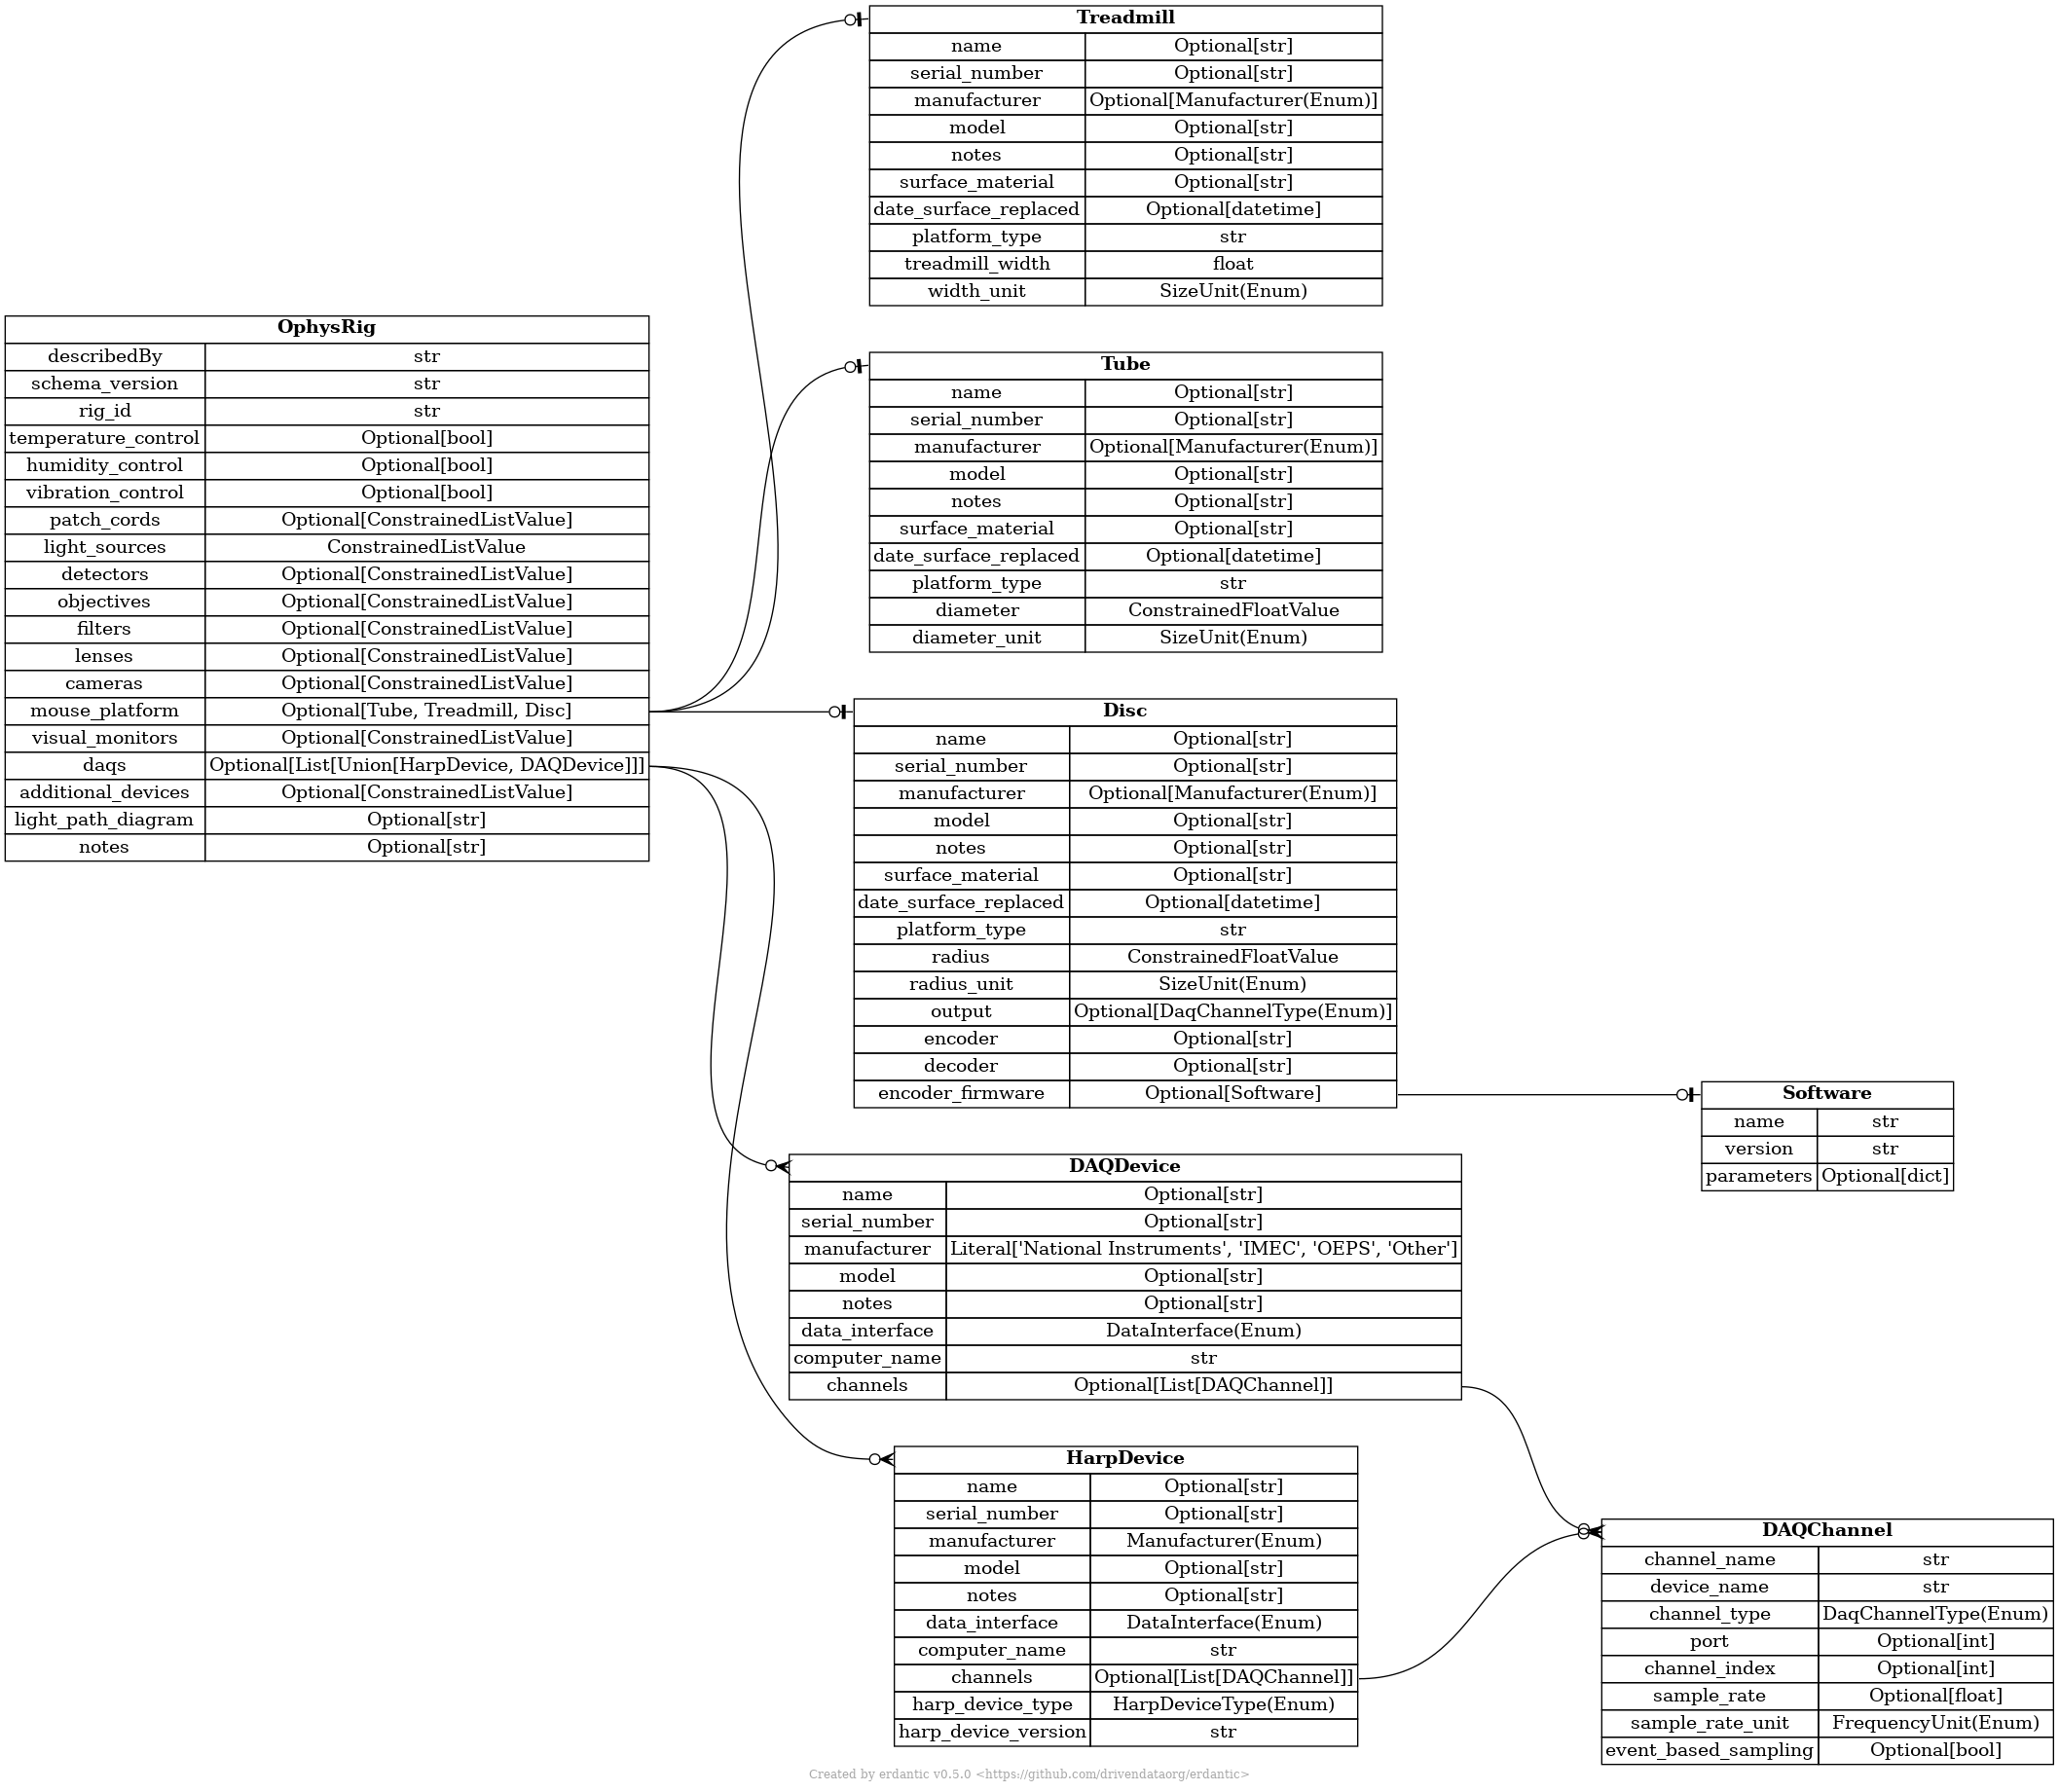 OphysRig
describedBy str
schema_version str
rig_id str
temperature_control Optional[bool]
humidity_control Optional[bool]
vibration_control Optional[bool]
patch_cords Optional[ConstrainedListValue]
light_sources ConstrainedListValue
detectors Optional[ConstrainedListValue]
objectives Optional[ConstrainedListValue]
filters Optional[ConstrainedListValue]
lenses Optional[ConstrainedListValue]
cameras Optional[ConstrainedListValue]
mouse_platform Optional[Tube, Treadmill, Disc]
visual_monitors Optional[ConstrainedListValue]
daqs Optional[List[Union[HarpDevice, DAQDevice]]]
additional_devices Optional[ConstrainedListValue]
light_path_diagram Optional[str]
notes Optional[str]
Treadmill
name Optional[str]
serial_number Optional[str]
manufacturer Optional[Manufacturer(Enum)]
model Optional[str]
notes Optional[str]
surface_material Optional[str]
date_surface_replaced Optional[datetime]
platform_type str
treadmill_width float
width_unit SizeUnit(Enum)
Tube
name Optional[str]
serial_number Optional[str]
manufacturer Optional[Manufacturer(Enum)]
model Optional[str]
notes Optional[str]
surface_material Optional[str]
date_surface_replaced Optional[datetime]
platform_type str
diameter ConstrainedFloatValue
diameter_unit SizeUnit(Enum)
Disc
name Optional[str]
serial_number Optional[str]
manufacturer Optional[Manufacturer(Enum)]
model Optional[str]
notes Optional[str]
surface_material Optional[str]
date_surface_replaced Optional[datetime]
platform_type str
radius ConstrainedFloatValue
radius_unit SizeUnit(Enum)
output Optional[DaqChannelType(Enum)]
encoder Optional[str]
decoder Optional[str]
encoder_firmware Optional[Software]
Software
name str
version str
parameters Optional[dict]
DAQDevice
name Optional[str]
serial_number Optional[str]
manufacturer Literal['National Instruments', 'IMEC', 'OEPS', 'Other']
model Optional[str]
notes Optional[str]
data_interface DataInterface(Enum)
computer_name str
channels Optional[List[DAQChannel]]
HarpDevice
name Optional[str]
serial_number Optional[str]
manufacturer Manufacturer(Enum)
model Optional[str]
notes Optional[str]
data_interface DataInterface(Enum)
computer_name str
channels Optional[List[DAQChannel]]
harp_device_type HarpDeviceType(Enum)
harp_device_version str
DAQChannel
channel_name str
device_name str
channel_type DaqChannelType(Enum)
port Optional[int]
channel_index Optional[int]
sample_rate Optional[float]
sample_rate_unit FrequencyUnit(Enum)
event_based_sampling Optional[bool]
Created by erdantic v0.5.0 <https://github.com/drivendataorg/erdantic>